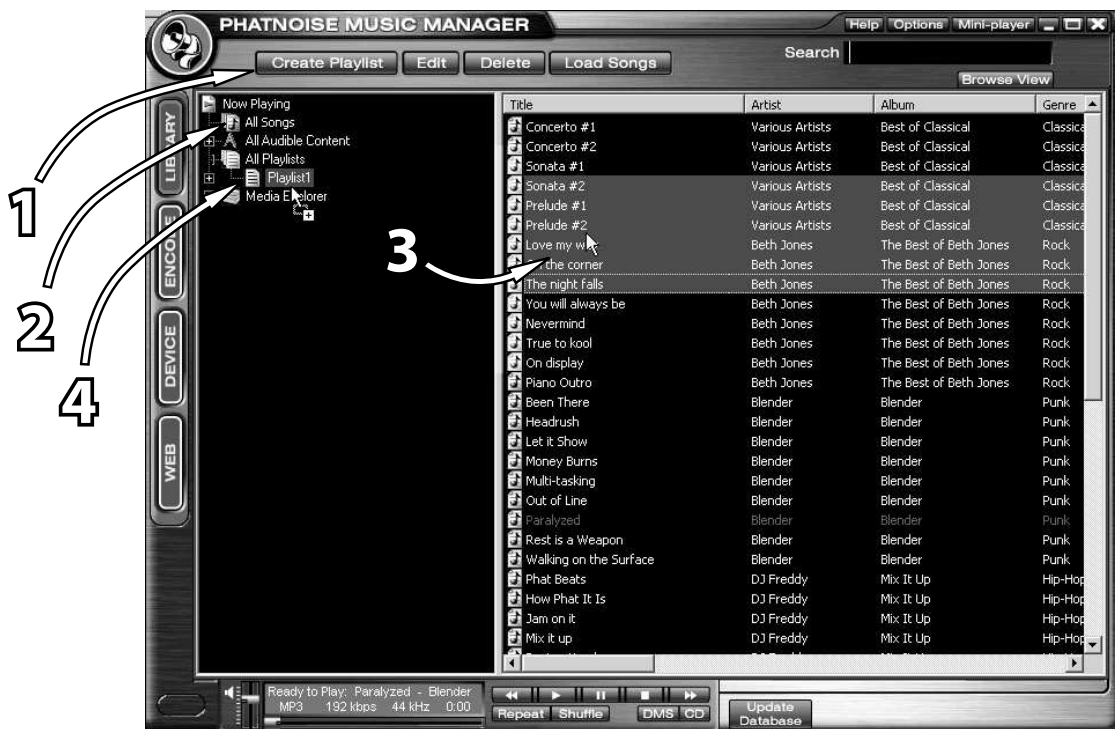 PHATNOISE MUSIC MANAGER
Help Options Mini-player
Create Playlist Edit Delete Load Songs Search
Browse View
LIBRARY
ENCODE
DEVICE
WEB
1
2
3
4
Now Playing
All Songs
All Audible Content
All Playlists
Playlist1
Media Explorer
Title Artist Album Genre
Concerto #1 Various Artists Best of Classical Classica
Concerto #2 Various Artists Best of Classical Classica
Sonata #1 Various Artists Best of Classical Classica
Sonata #2 Various Artists Best of Classical Classica
Prelude #1 Various Artists Best of Classical Classica
Prelude #2 Various Artists Best of Classical Classica
Love my Beth Jones The Best of Beth Jones Rock
the corner Beth Jones The Best of Beth Jones Rock
The night falls Beth Jones The Best of Beth Jones Rock
You will always be Beth Jones The Best of Beth Jones Rock
Nevermind Beth Jones The Best of Beth Jones Rock
True to kool Beth Jones The Best of Beth Jones Rock
On display Beth Jones The Best of Beth Jones Rock
Piano Outro Beth Jones The Best of Beth Jones Rock
Been There Blender Blender Punk
Headrush Blender Blender Punk
Let it Show Blender Blender Punk
Money Burns Blender Blender Punk
Multi-tasking Blender Blender Punk
Out of Line Blender Blender Punk
Paralyzed Blender Blender Punk
Rest is a Weapon Blender Blender Punk
Walking on the Surface Blender Blender Punk
Phat Beats DJ Freddy Mix It Up Hip-Hop
How Phat It Is DJ Freddy Mix It Up Hip-Hop
Jam on it DJ Freddy Mix It Up Hip-Hop
Mix it up DJ Freddy Mix It Up Hip-Hop
Ready to Play: Paralyzed - Blender
MP3 192 kbps 44 kHz 0:00
Repeat Shuffle DMS CD
Update
Database